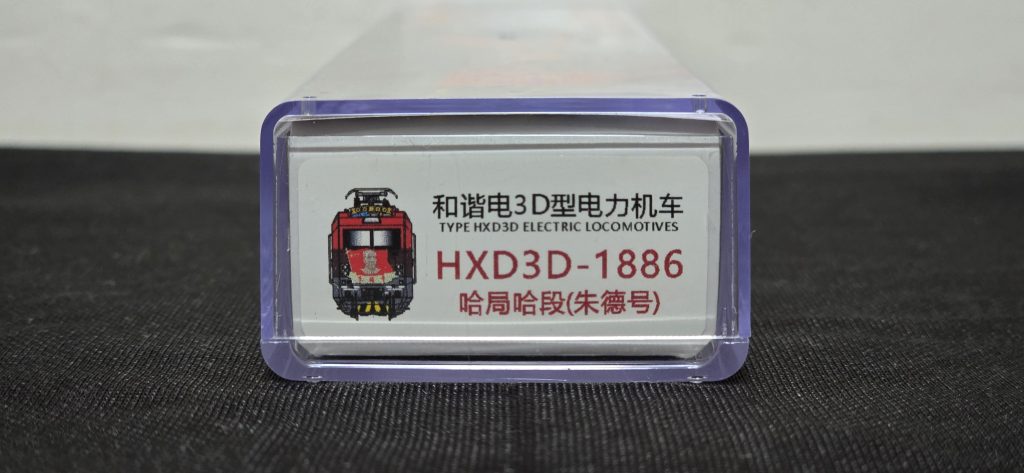 和谐电3D型电力机车
TYPE HXD3D ELECTRIC LOCOMOTIVES
HXD3D-1886
哈局哈段(朱德号)